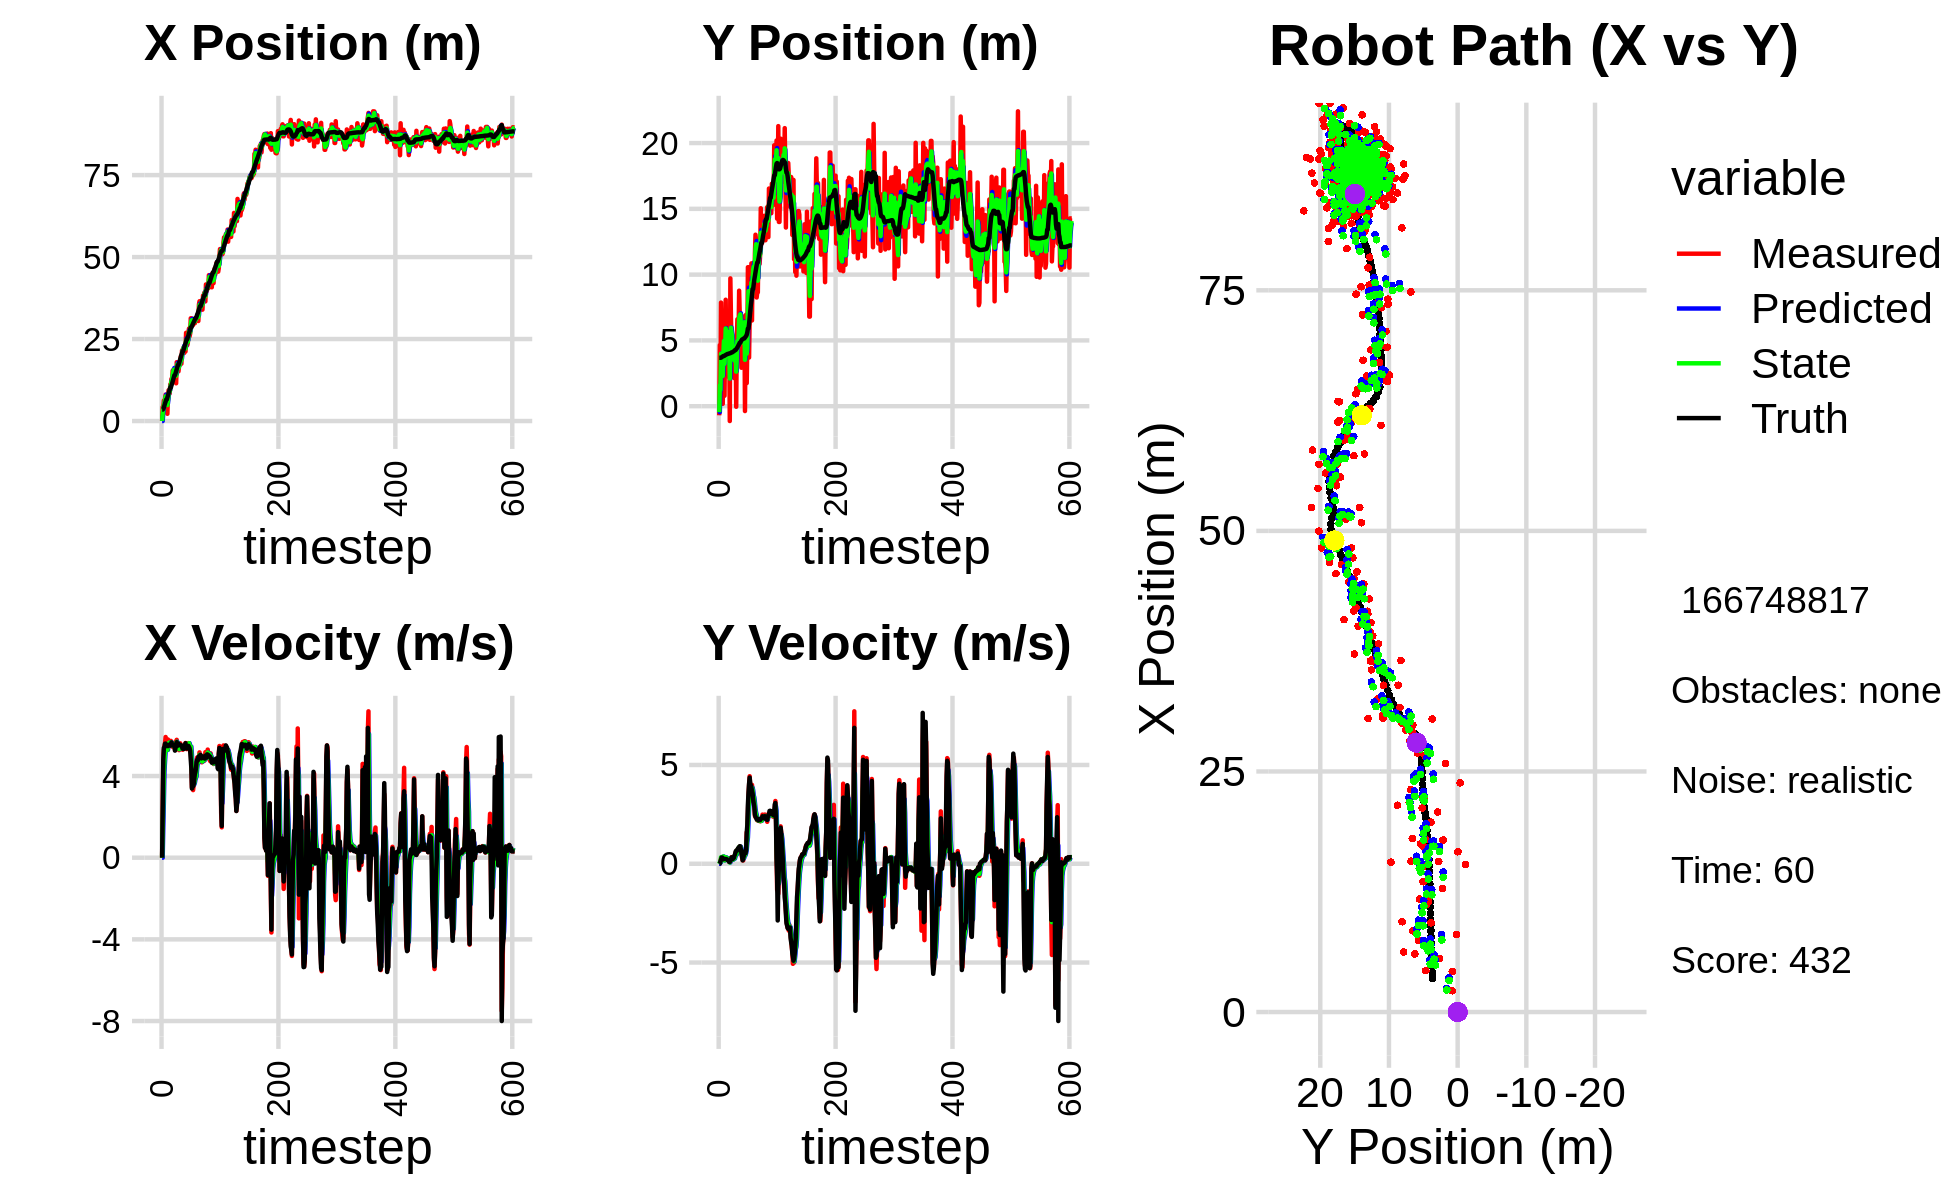 X Position (m)
75
50
25
0
0
200
400
600
timestep
Y Position (m)
20
15
10
5
0
0
200
400
600
timestep
X Velocity (m/s)
4
0
-4
-8
0
200
400
600
timestep
Y Velocity (m/s)
5
0
-5
0
200
400
600
timestep
Robot Path (X vs Y)
X Position (m)
75
50
25
0
20 10 0 -10 -20
Y Position (m)
variable
Measured
Predicted
State
Truth
166748817
Obstacles: none
Noise: realistic
Time: 60
Score: 432